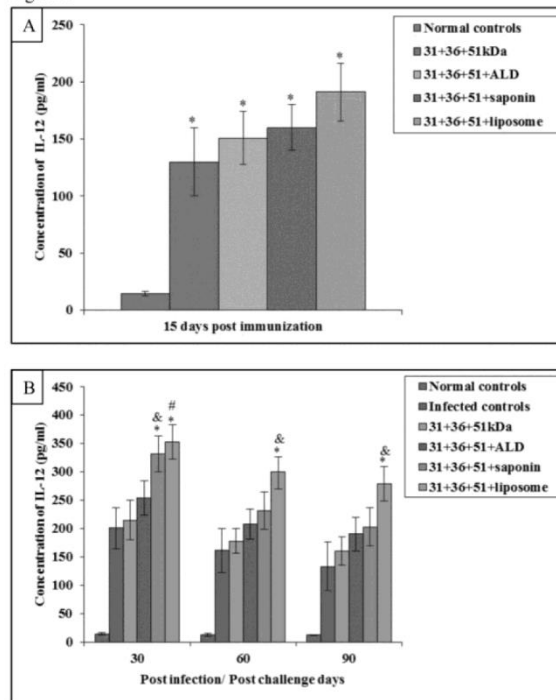 A
Concentration of IL-12 (pg/ml)
250
200
150
100
50
0
*
*
*
*
15 days post immunization
Normal controls
31+36+51kDa
31+36+51+ALD
31+36+51+saponin
31+36+51+liposome
B
Concentration of IL-12 (pg/ml)
450
400
350
300
250
200
150
100
50
0
&
*
#
*
&
*
&
*
30
60
90
Post infection/ Post challenge days
Normal controls
Infected controls
31+36+51kDa
31+36+51+ALD
31+36+51+saponin
31+36+51+liposome